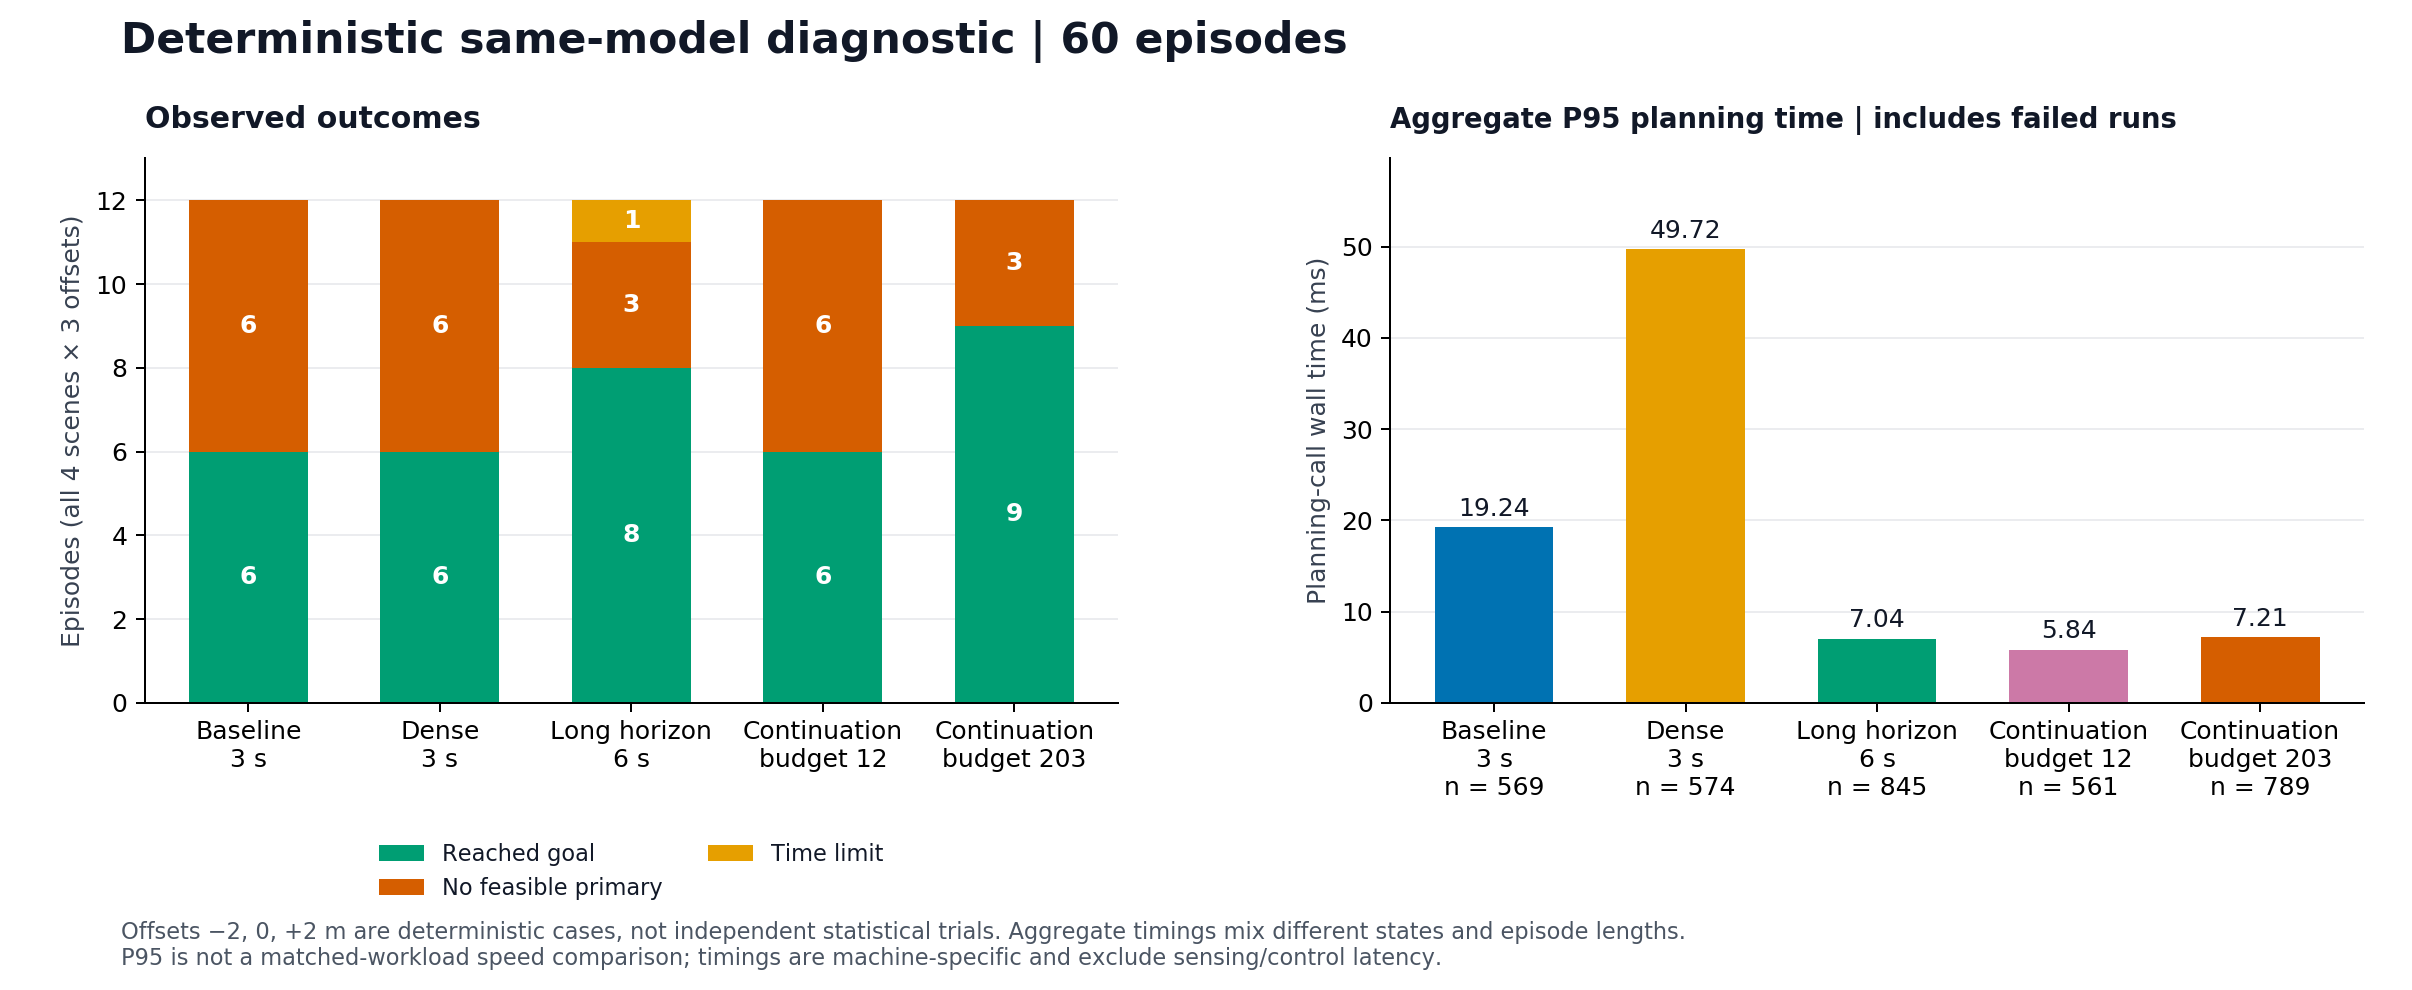 Deterministic same-model diagnostic | 60 episodes
Observed outcomes
Episodes (all 4 scenes × 3 offsets)
12
10
8
6
4
2
0
6
6
6
6
8
3
1
6
6
9
3
Baseline
3 s
Dense
3 s
Long horizon
6 s
Continuation
budget 12
Continuation
budget 203
Reached goal
No feasible primary
Time limit
Aggregate P95 planning time | includes failed runs
Planning-call wall time (ms)
50
40
30
20
10
0
19.24
49.72
7.04
5.84
7.21
Baseline
3 s
n = 569
Dense
3 s
n = 574
Long horizon
6 s
n = 845
Continuation
budget 12
n = 561
Continuation
budget 203
n = 789
Offsets −2, 0, +2 m are deterministic cases, not independent statistical trials. Aggregate timings mix different states and episode lengths.
P95 is not a matched-workload speed comparison; timings are machine-specific and exclude sensing/control latency.